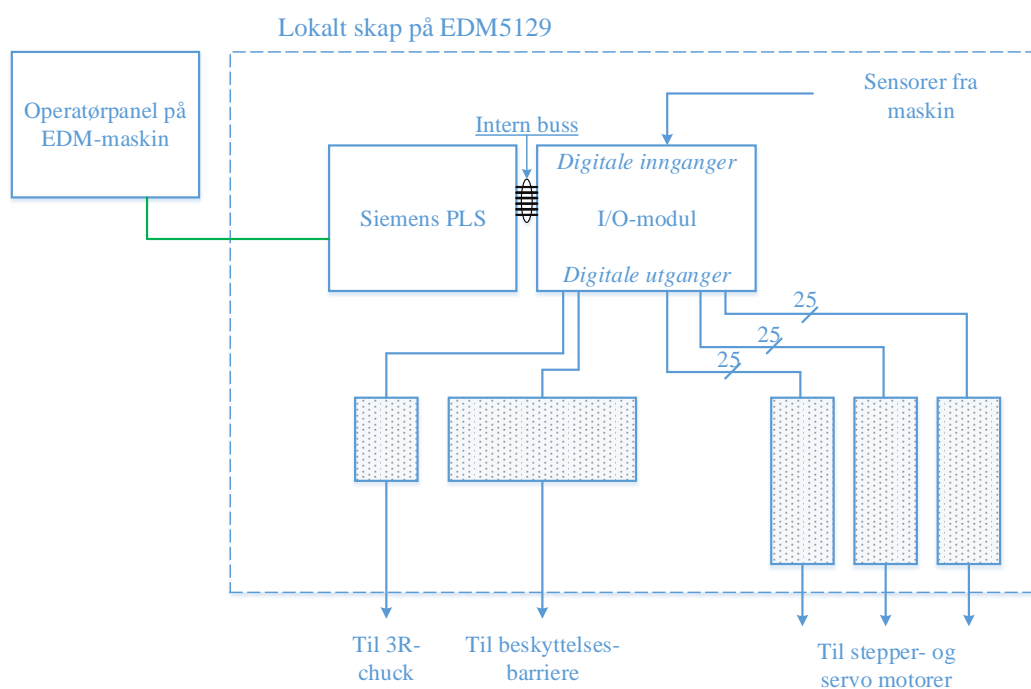 Lokalt skap på EDM5129
Operatørpanel på
EDM-maskin
Sensorer fra
maskin
Intern buss
Digitale innganger
Siemens PLS
I/O-modul
Digitale utganger
25
25
25
Til 3R-
chuck
Til beskyttelses-
barriere
Til stepper- og
servo motorer